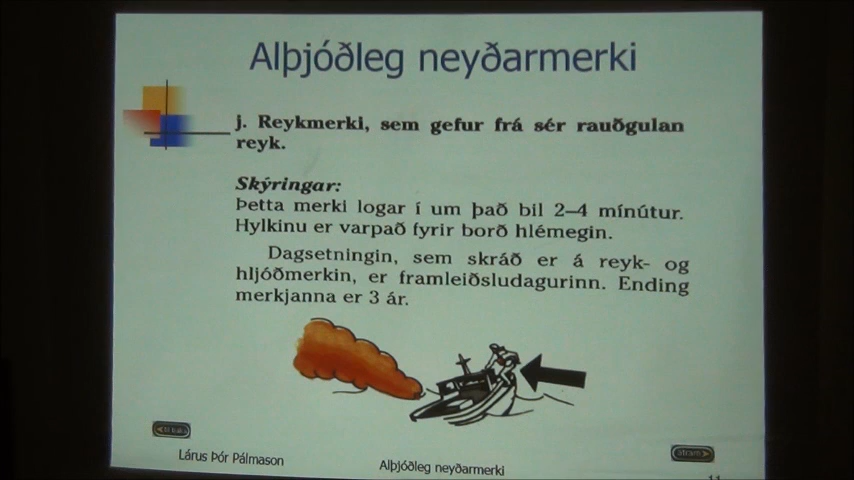 Alþjóðleg neyðarmerki
j. Reykmerki, sem gefur frá sér rauðgulan
reyk.
Skýringar:
Þetta merki logar í um það bil 2–4 mínútur.
Hylkinu er varpað fyrir borð hlémegin.
Dagsetningin, sem skráð er á reyk- og
hljóðmerkin, er framleiðsludagurinn. Ending
merkjanna er 3 ár.
áfram
Lárus Þór Pálmason
Alþjóðleg neyðarmerki